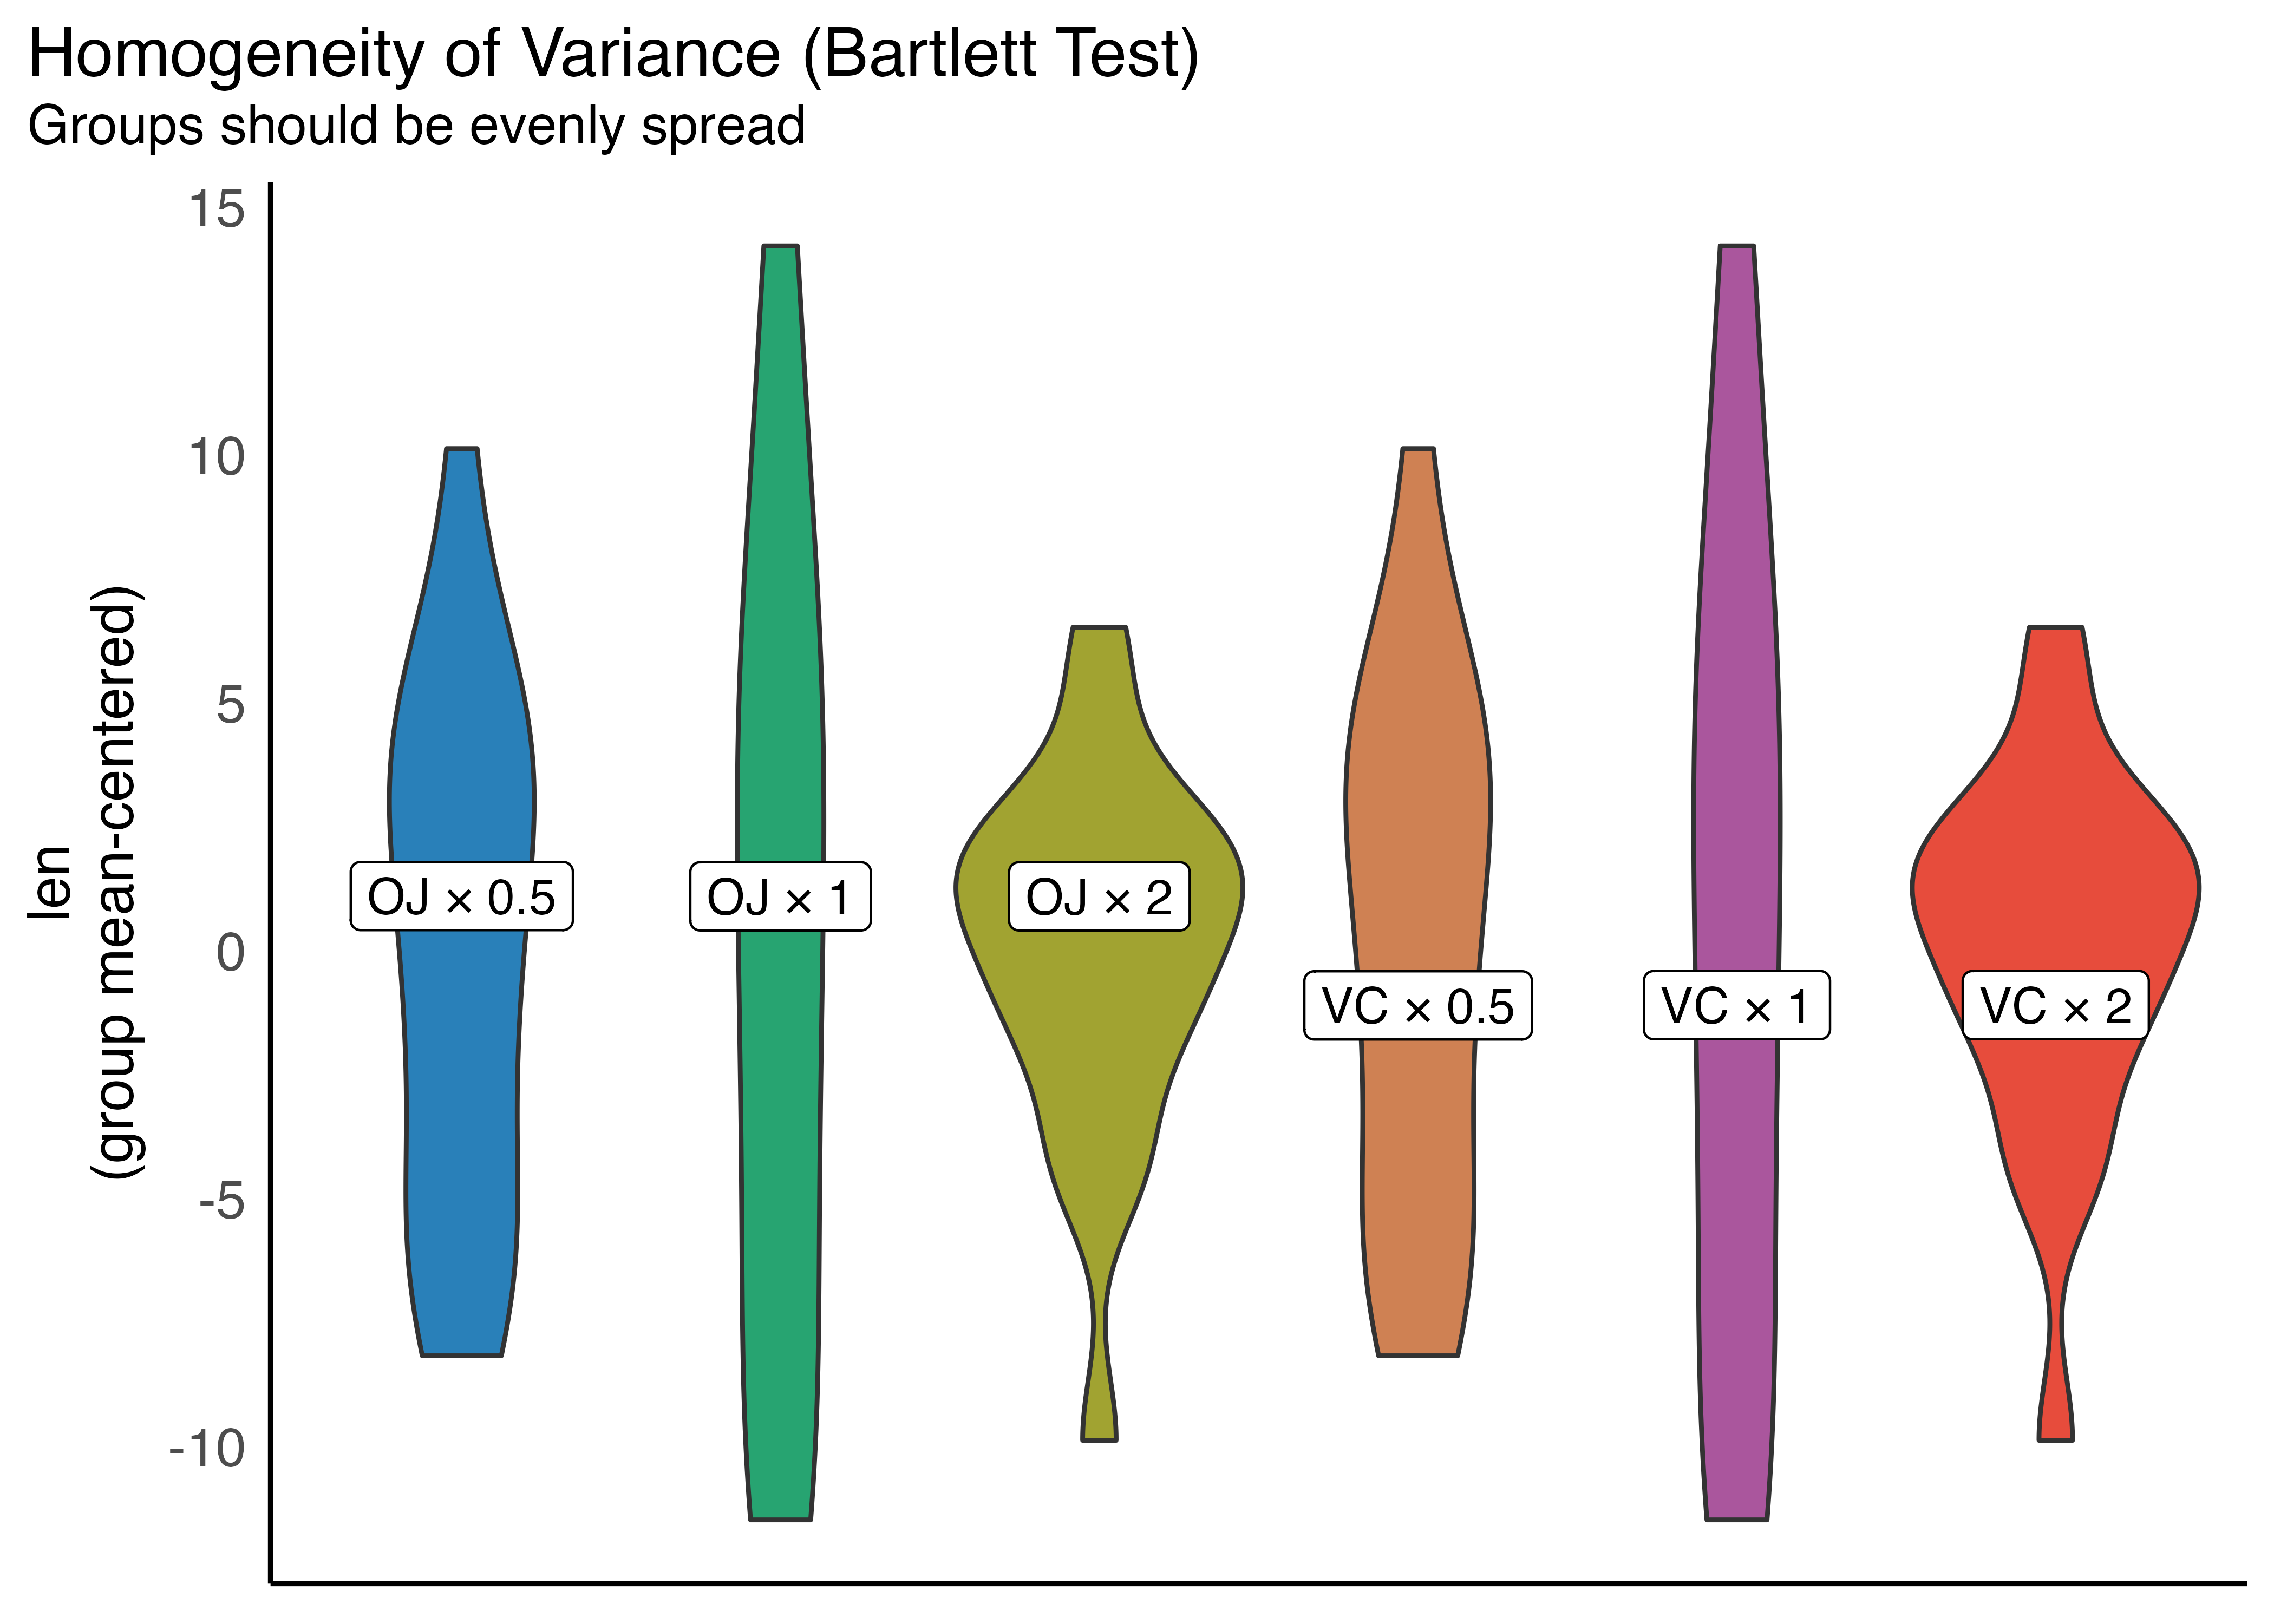 Homogeneity of Variance (Bartlett Test)
Groups should be evenly spread
len
(group mean-centered)
15
10
5
0
-5
-10
OJ × 0.5
OJ × 1
OJ × 2
VC × 0.5
VC × 1
VC × 2